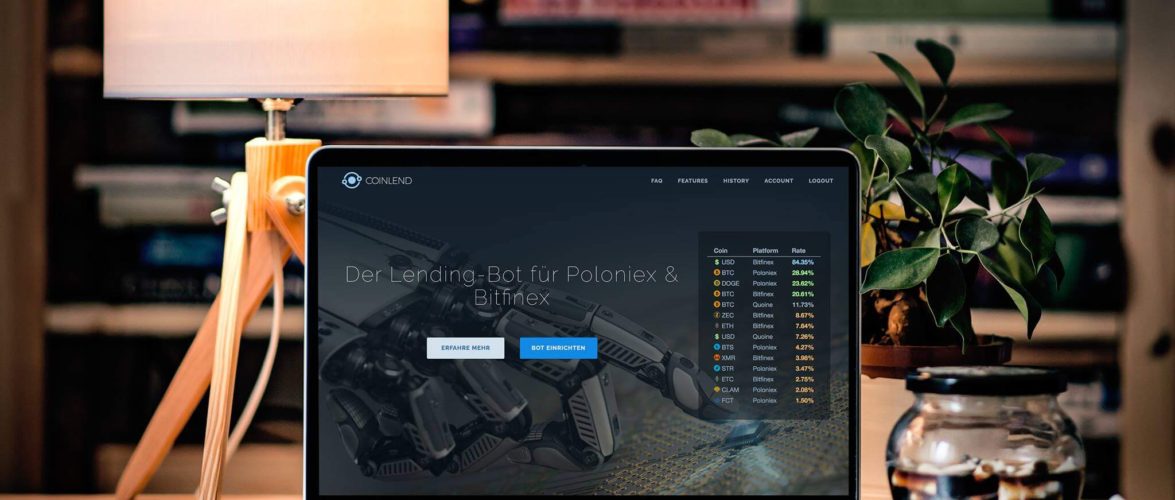 COINLEND
FAQ FEATURES HISTORY ACCOUNT LOGOUT
Der Lending-Bot für Poloniex &
Bitfinex
ERFAHRE MEHR BOT EINRICHTEN
Coin Platform Rate
$ USD Bitfinex 84.35%
BTC Poloniex 28.94%
DOGE Poloniex 23.62%
BTC Bitfinex 20.61%
BTC Quoine 11.73%
ZEC Bitfinex 8.67%
ETH Bitfinex 7.64%
$ USD Quoine 7.26%
BTS Poloniex 4.27%
XMR Bitfinex 3.98%
STR Poloniex 3.47%
ETC Bitfinex 2.75%
CLAM Poloniex 2.08%
FCT Poloniex 1.50%